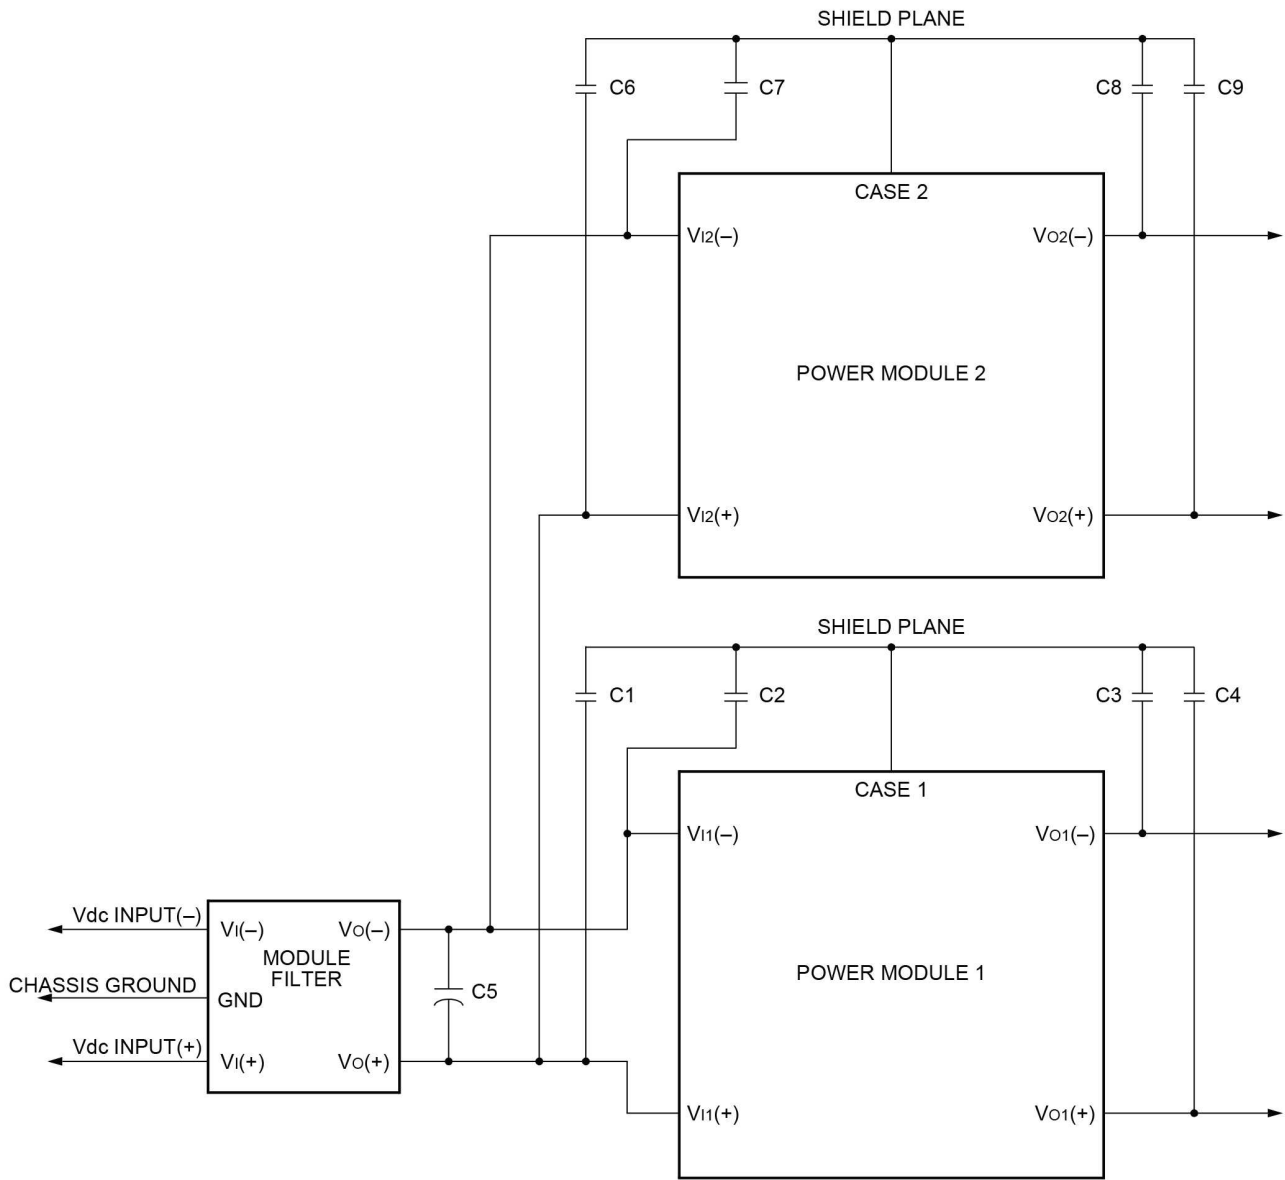 SHIELD PLANE
C6
C7
C8
C9
CASE 2
VI2(–)
VO2(–)
POWER MODULE 2
VI2(+)
VO2(+)
SHIELD PLANE
C1
C2
C3
C4
CASE 1
VI1(–)
VO1(–)
Vdc INPUT(–)
VI(–)
VO(–)
MODULE
FILTER
POWER MODULE 1
CHASSIS GROUND
GND
C5
Vdc INPUT(+)
VI(+)
VO(+)
VI1(+)
VO1(+)